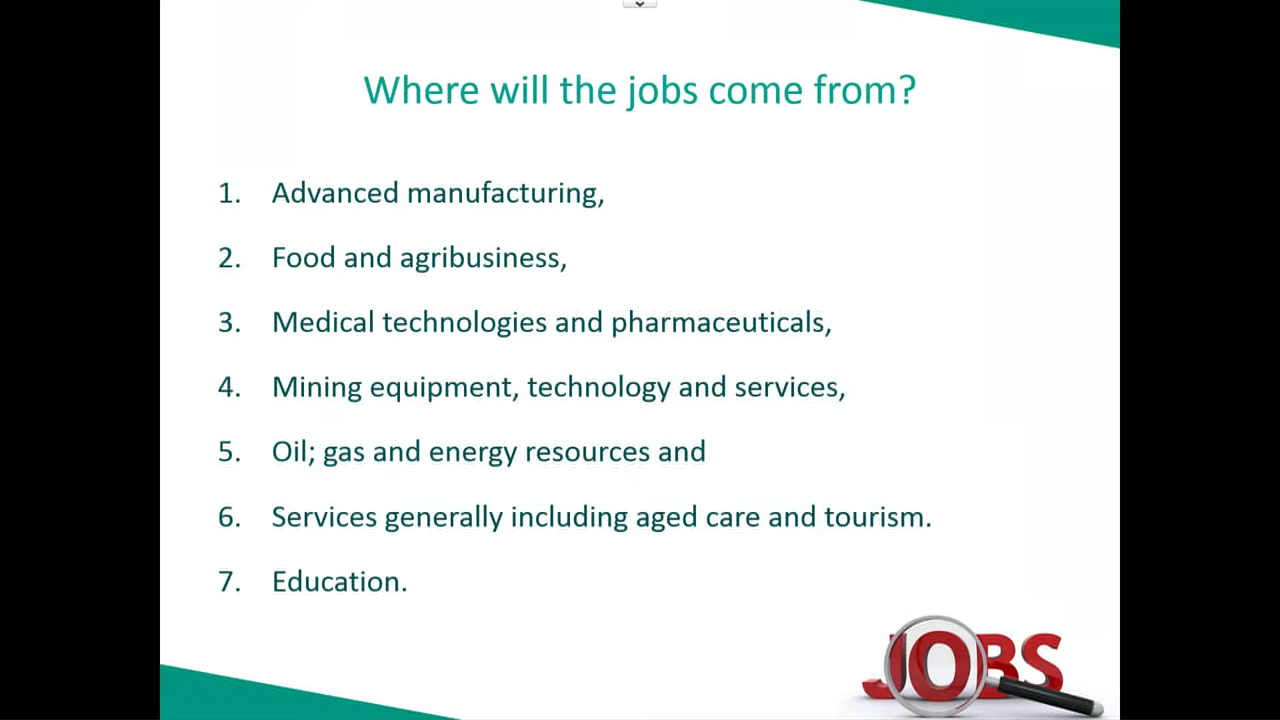 Where will the jobs come from?
1. Advanced manufacturing,
2. Food and agribusiness,
3. Medical technologies and pharmaceuticals,
4. Mining equipment, technology and services,
5. Oil; gas and energy resources and
6. Services generally including aged care and tourism.
7. Education.
JOBS